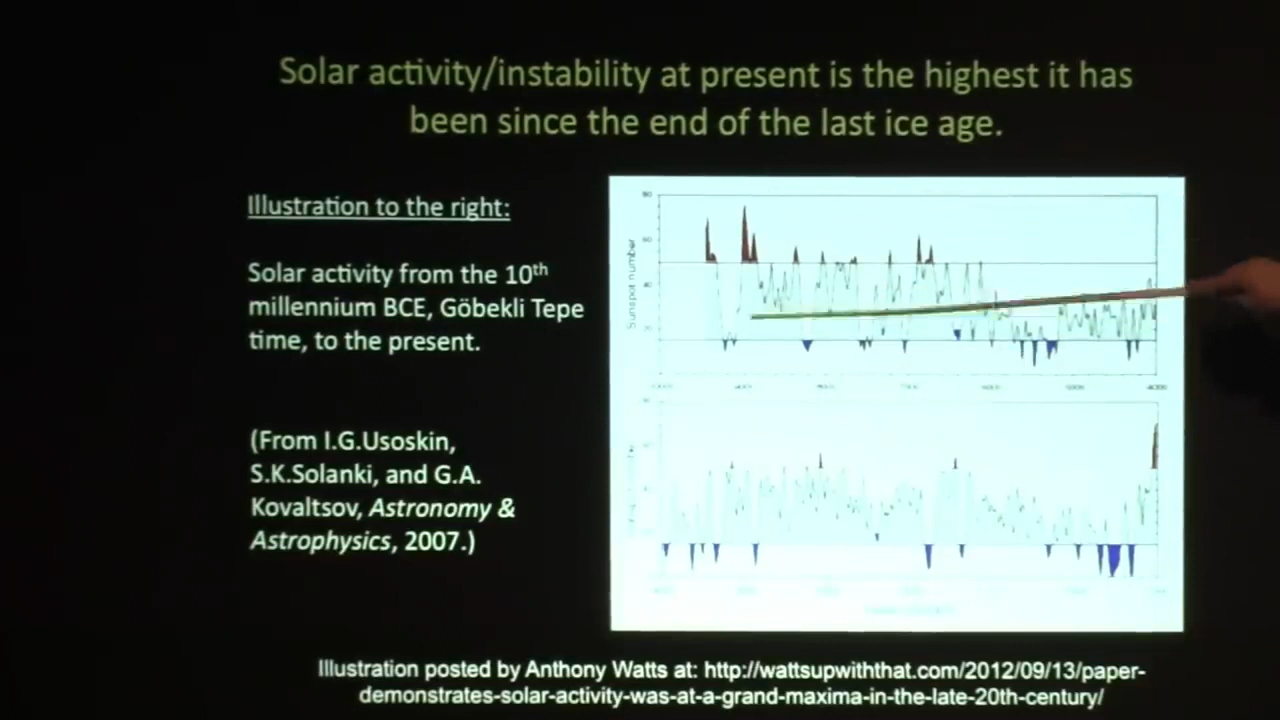 Solar activity/instability at present is the highest it has
been since the end of the last ice age.
Illustration to the right:
Solar activity from the 10th
millennium BCE, Göbekli Tepe
time, to the present.
(From I.G.Usoskin,
S.K.Solanki, and G.A.
Kovaltsov, Astronomy &
Astrophysics, 2007.)
Sunspot number
80
60
40
Illustration posted by Anthony Watts at: http://wattsupwiththat.com/2012/09/13/paper-
demonstrates-solar-activity-was-at-a-grand-maxima-in-the-late-20th-century/